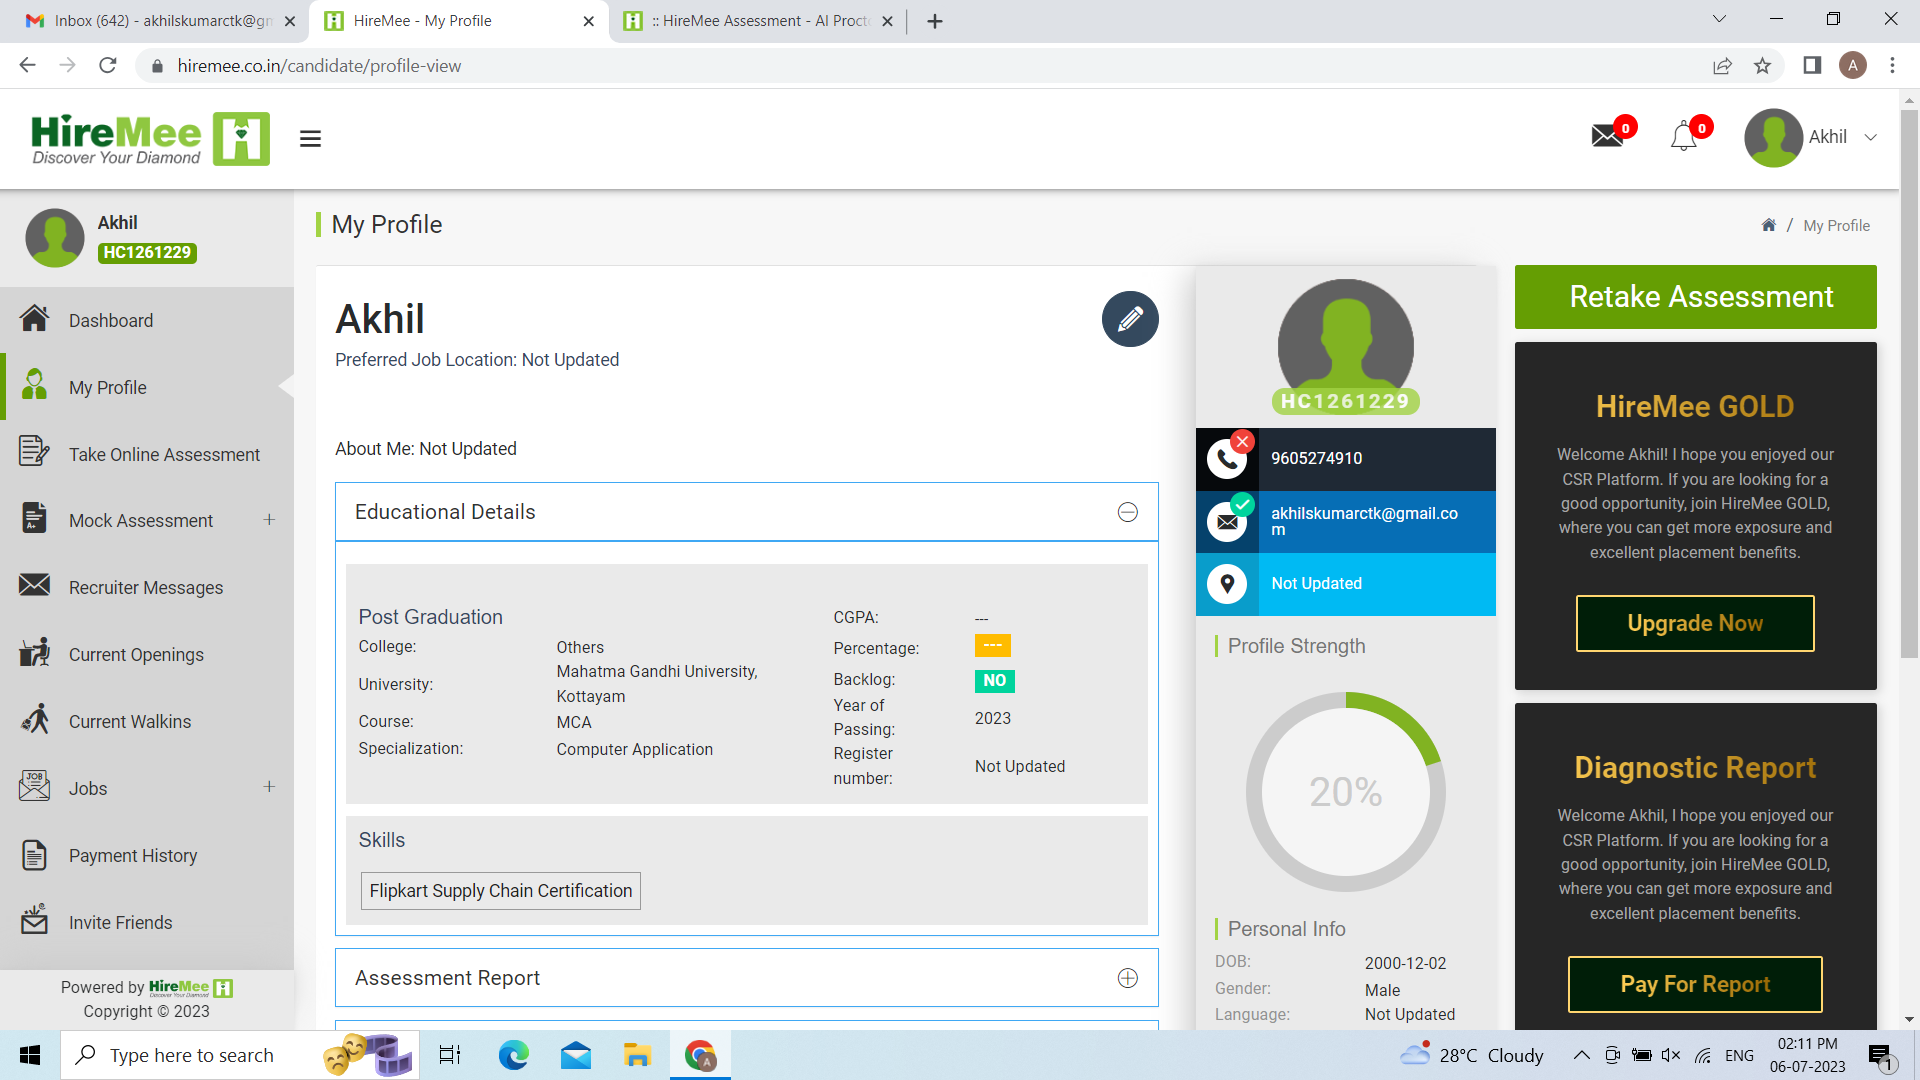 Inbox (642) - akhilskumarctk@gm
HireMee - My Profile
:: HireMee Assessment - AI Procto
hiremee.co.in/candidate/profile-view
A
HireMee
Discover Your Diamond
0
0
Akhil
Akhil
HC1261229
Dashboard
My Profile
Take Online Assessment
Mock Assessment
Recruiter Messages
Current Openings
Current Walkins
JOB
Jobs
Payment History
Invite Friends
Powered by HireMee
Discover Your Diamond
Copyright © 2023
My Profile
/ My Profile
Akhil
Preferred Job Location: Not Updated
About Me: Not Updated
Educational Details
Post Graduation
College: Others
University: Mahatma Gandhi University,
Kottayam
Course: MCA
Specialization: Computer Application
CGPA: ---
Percentage: ---
Backlog: NO
Year of
Passing: 2023
Register
number: Not Updated
Skills
Flipkart Supply Chain Certification
Assessment Report
HC1261229
9605274910
akhilskumarctk@gmail.co
m
Not Updated
Profile Strength
20%
Personal Info
DOB: 2000-12-02
Gender: Male
Language: Not Updated
Retake Assessment
HireMee GOLD
Welcome Akhil! I hope you enjoyed our
CSR Platform. If you are looking for a
good opportunity, join HireMee GOLD,
where you can get more exposure and
excellent placement benefits.
Upgrade Now
Diagnostic Report
Welcome Akhil, I hope you enjoyed our
CSR Platform. If you are looking for a
good opportunity, join HireMee GOLD,
where you can get more exposure and
excellent placement benefits.
Pay For Report
Type here to search
A
28°C Cloudy
ENG
02:11 PM
06-07-2023
1